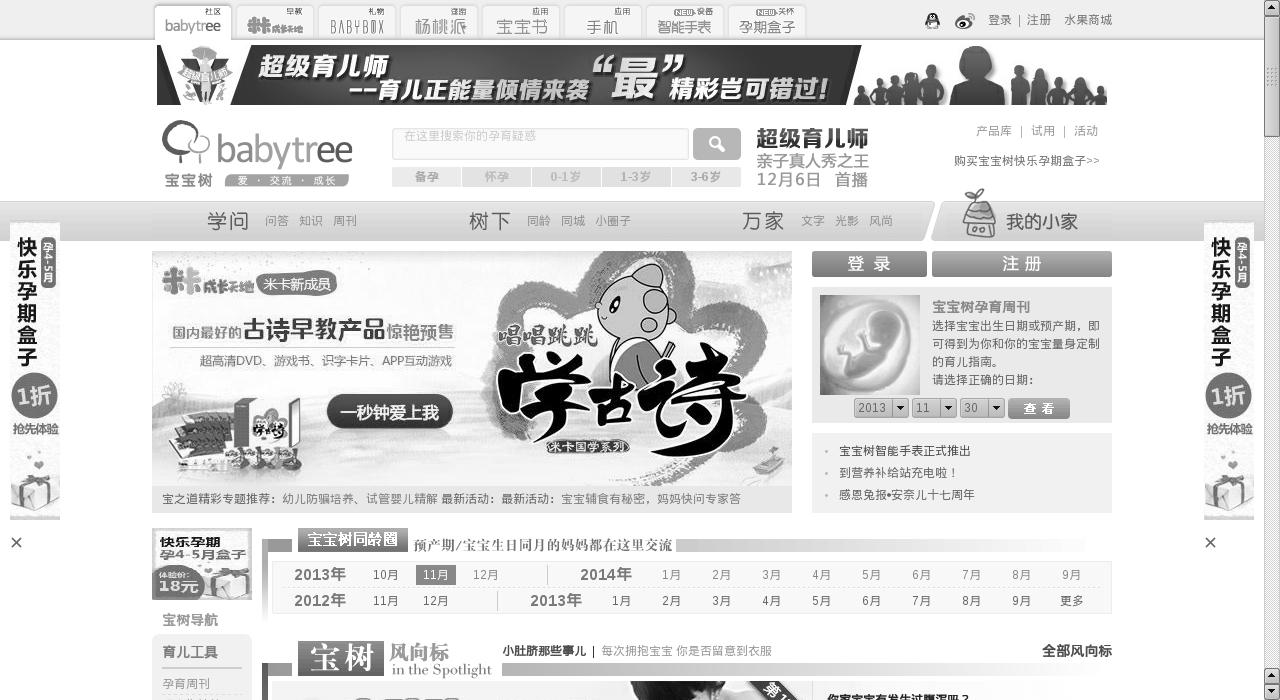 社区 早教 礼物 蜜密 应用 应用 NEW·设备 NEW·关怀
babytree 米卡成长天地 BABYBOX 杨桃派 宝宝书 手机 智能手表 孕期盒子 登录 | 注册 水果商城
超级育儿师
--育儿正能量倾情来袭 “最”精彩岂可错过!
babytree
宝宝树 爱 · 交流 · 成长
在这里搜索你的孕育疑惑
备孕 怀孕 0-1岁 1-3岁 3-6岁
超级育儿师
亲子真人秀之王
12月6日 首播
产品库 | 试用 | 活动
购买宝宝树快乐孕期盒子>>
学问 问答 知识 周刊 树下 同龄 同城 小圈子 万家 文字 光影 风尚 我的小家
快乐孕期盒子
孕4-5月
1折
抢先体验
×
米卡成长天地 米卡新成员
国内最好的古诗早教产品惊艳预售
超高清DVD、游戏书、识字卡片、APP互动游戏
一秒钟爱上我
唱唱跳跳
学古诗
米卡国学系列
宝之道精彩专题推荐: 幼儿防骗培养、试管婴儿精解 最新活动: 最新活动: 宝宝辅食有秘密，妈妈快问专家答
登 录 注 册
宝宝树孕育周刊
选择宝宝出生日期或预产期，即
可得到为你和你的宝宝量身定制
的育儿指南。
请选择正确的日期:
2013 11 30 查 看
宝宝树智能手表正式推出
到营养补给站充电啦！
感恩兔报•安奈儿十七周年
快乐孕期盒子
孕4-5月
1折
抢先体验
×
快乐孕期
孕4-5月盒子
体验价:
18元
宝树导航
育儿工具
孕育周刊
宝宝树同龄圈 预产期/宝宝生日同月的妈妈都在这里交流
2013年 10月 11月 12月 2014年 1月 2月 3月 4月 5月 6月 7月 8月 9月
2012年 11月 12月 2013年 1月 2月 3月 4月 5月 6月 7月 8月 9月 更多
宝树 风向标
in the Spotlight
小肚脐那些事儿 | 每次拥抱宝宝 你是否留意到衣服 全部风向标